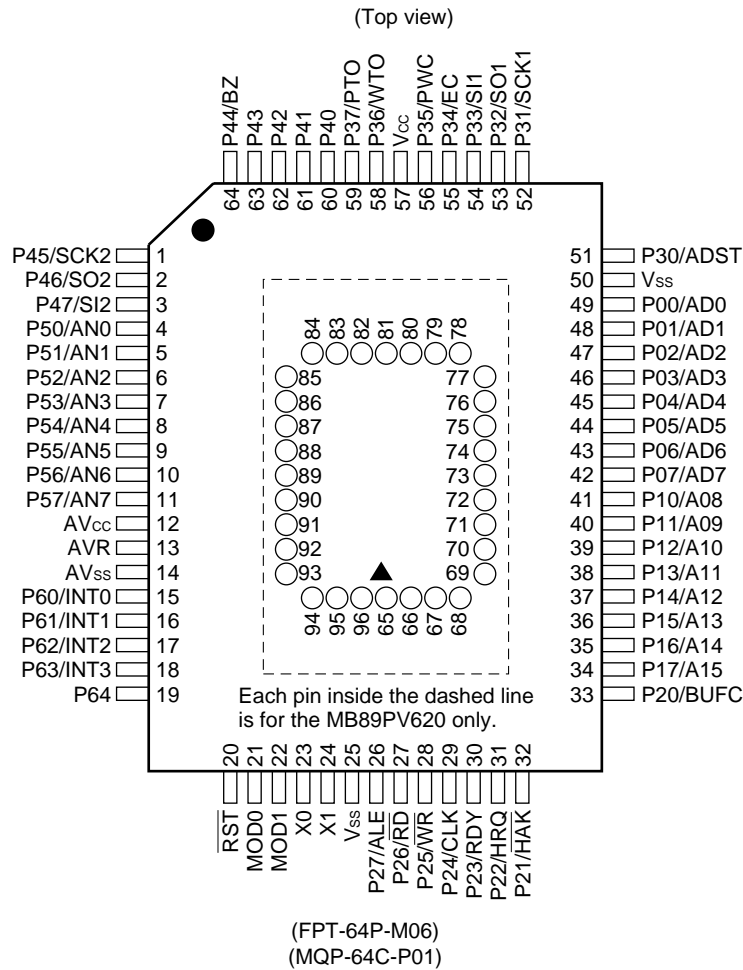 (Top view)
P44/BZ
P43
P42
P41
P40
P37/PTO
P36/WTO
Vcc
P35/PWC
P34/EC
P33/SI1
P32/SO1
P31/SCK1
64
63
62
61
60
59
58
57
56
55
54
53
52
P45/SCK2 1
P46/SO2 2
P47/SI2 3
P50/AN0 4
P51/AN1 5
P52/AN2 6
P53/AN3 7
P54/AN4 8
P55/AN5 9
P56/AN6 10
P57/AN7 11
AVcc 12
AVR 13
AVss 14
P60/INT0 15
P61/INT1 16
P62/INT2 17
P63/INT3 18
P64 19
84
83
82
81
80
79
78
85
86
87
88
89
90
91
92
93
77
76
75
74
73
72
71
70
69
94
95
96
65
66
67
68
Each pin inside the dashed line
is for the MB89PV620 only.
51 P30/ADST
50 Vss
49 P00/AD0
48 P01/AD1
47 P02/AD2
46 P03/AD3
45 P04/AD4
44 P05/AD5
43 P06/AD6
42 P07/AD7
41 P10/A08
40 P11/A09
39 P12/A10
38 P13/A11
37 P14/A12
36 P15/A13
35 P16/A14
34 P17/A15
33 P20/BUFC
20
21
22
23
24
25
26
27
28
29
30
31
32
RST
MOD0
MOD1
X0
X1
Vss
P27/ALE
P26/RD
P25/WR
P24/CLK
P23/RDY
P22/HRQ
P21/HAK
(FPT-64P-M06)
(MQP-64C-P01)